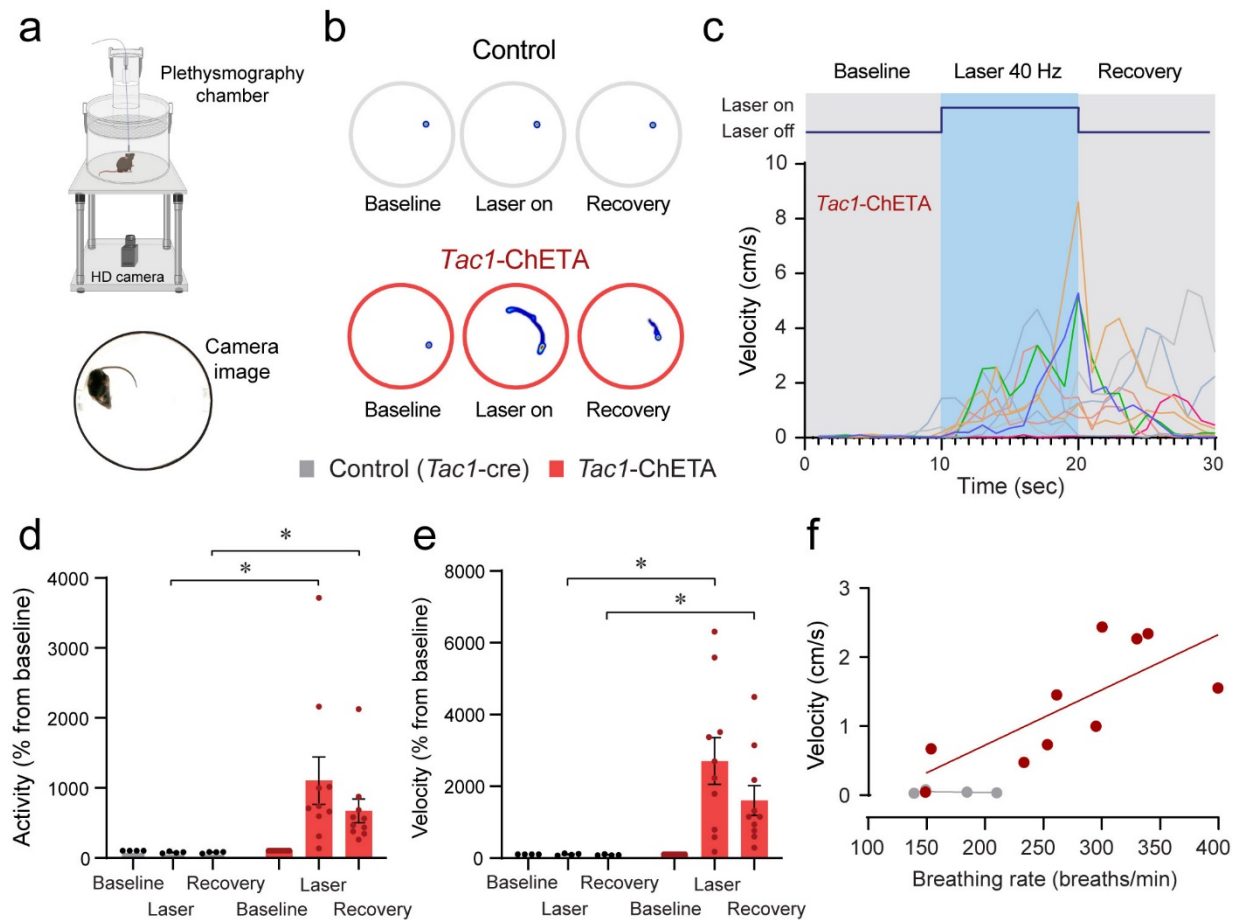 a
Plethysmography
chamber
HD camera
Camera
image
b
Control
Baseline
Laser on
Recovery
Tac1-ChETA
Baseline
Laser on
Recovery
Control (Tac1-cre)
Tac1-ChETA
c
Baseline
Laser 40 Hz
Recovery
Laser on
Laser off
10
8
6
4
2
0
Velocity (cm/s)
Tac1-ChETA
0
10
20
30
Time (sec)
d
*
*
4000
3000
2000
1000
0
Activity (% from baseline)
Baseline
Laser
Recovery
Baseline
Laser
Recovery
e
*
*
8000
6000
4000
2000
0
Velocity (% from baseline)
Baseline
Laser
Recovery
Baseline
Laser
Recovery
f
3
2
1
0
Velocity (cm/s)
100
150
200
250
300
350
400
Breathing rate (breaths/min)